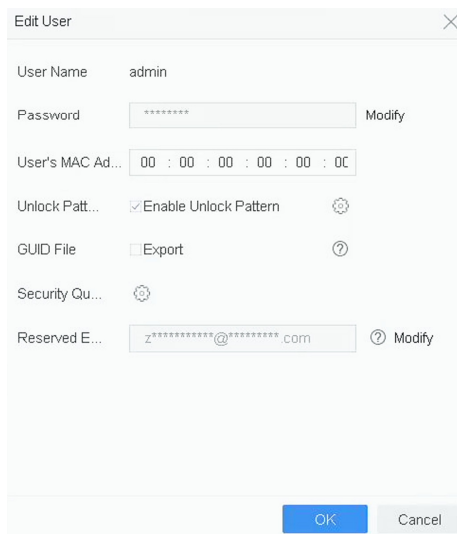 Edit User
User Name admin
Password ******** Modify
User's MAC Ad... 00 : 00 : 00 : 00 : 00 : 00
Unlock Patt... Enable Unlock Pattern
GUID File Export ?
Security Qu...
Reserved E... z***********@*********.com ? Modify
OK Cancel